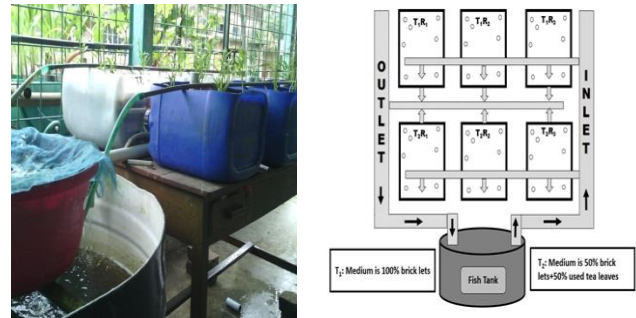 T₁R₁
T₁R₂
T₁R₃
OUTLET
INLET
T₂R₁
T₂R₂
T₂R₃
T₁: Medium is 100% brick lets
Fish Tank
T₂: Medium is 50% brick
lets+50% used tea leaves